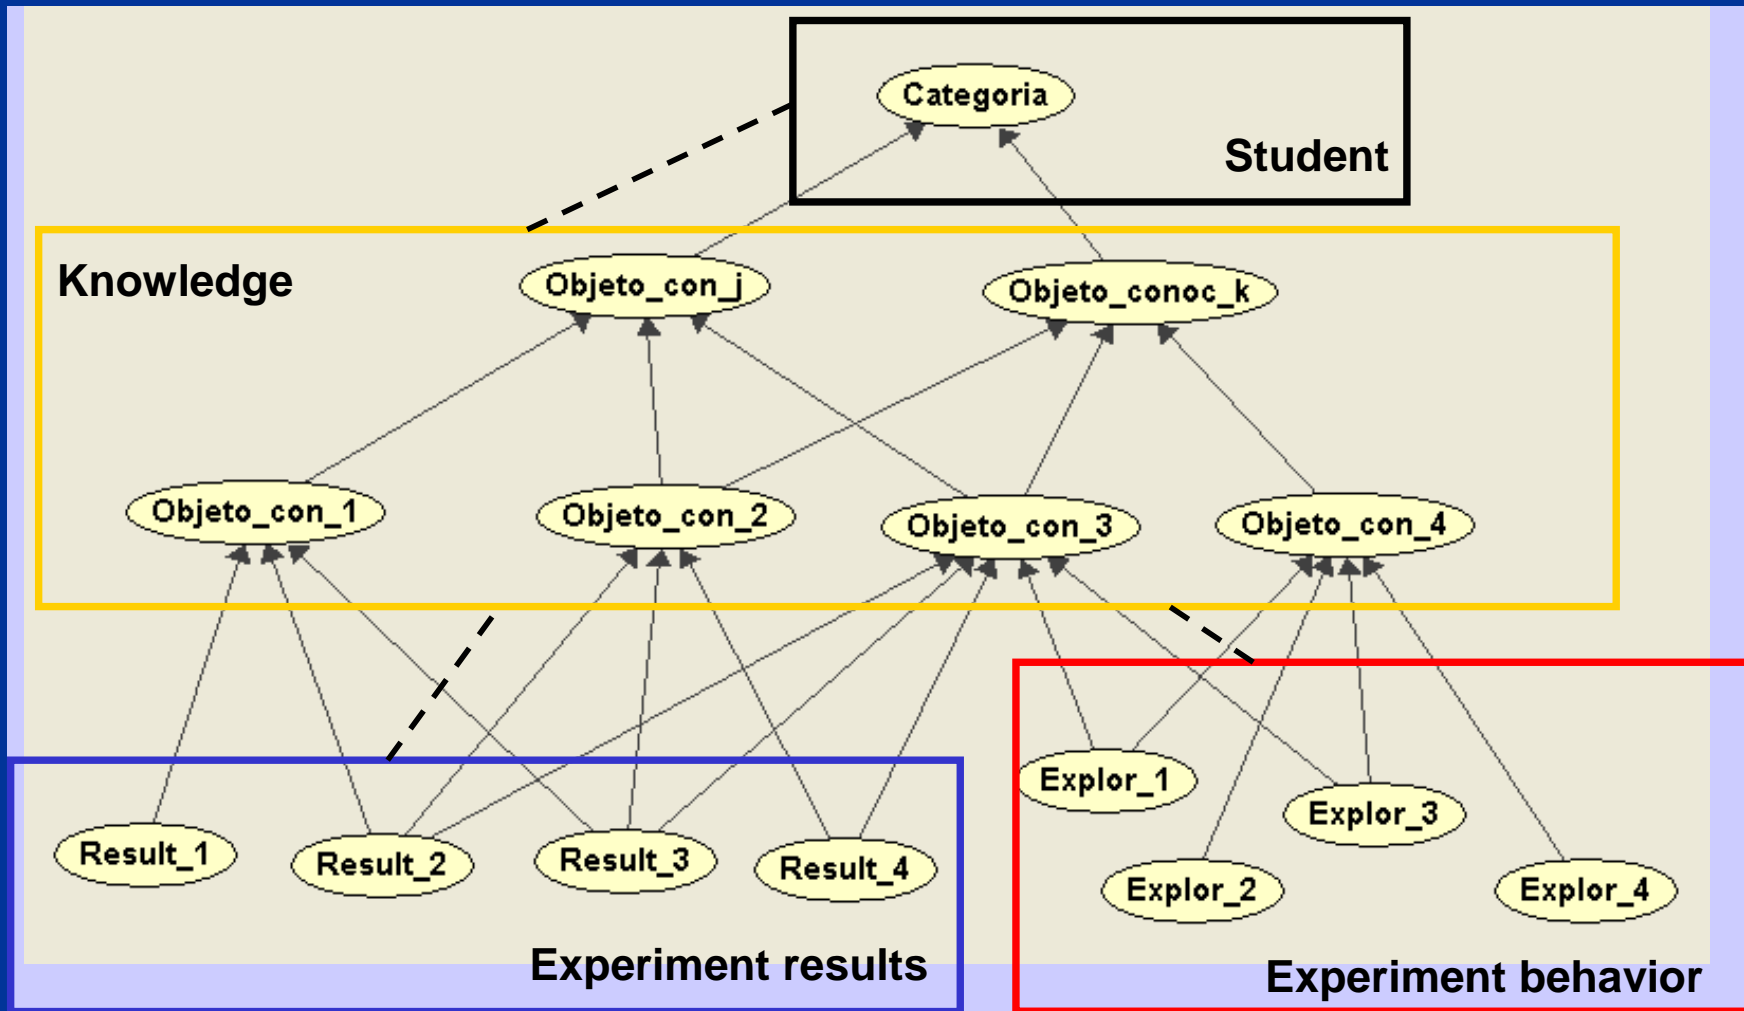 Categoria
Student
Knowledge
Objeto_con_j
Objeto_conoc_k
Objeto_con_1
Objeto_con_2
Objeto_con_3
Objeto_con_4
Explor_1
Explor_3
Result_1
Result_2
Result_3
Result_4
Explor_2
Explor_4
Experiment results
Experiment behavior